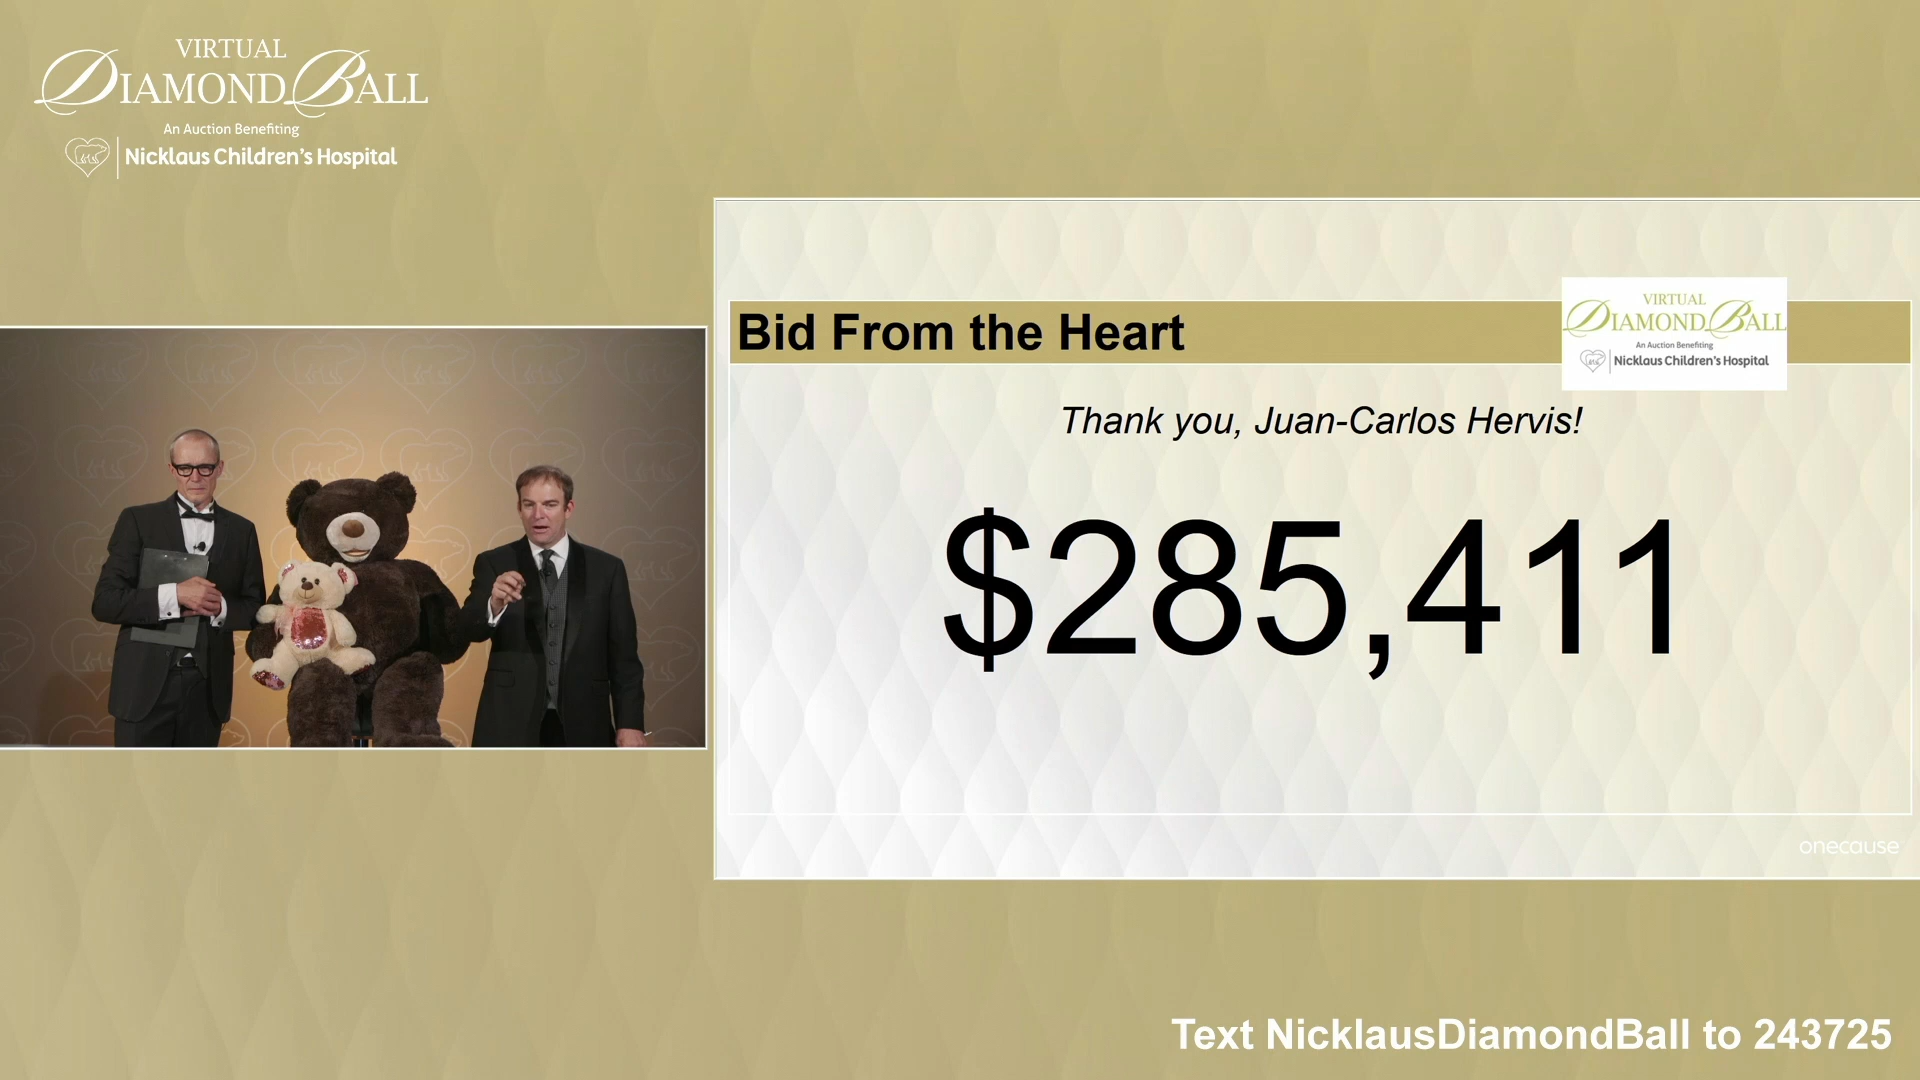 VIRTUAL
DIAMOND BALL
An Auction Benefiting
Nicklaus Children's Hospital
Bid From the Heart
VIRTUAL
DIAMOND BALL
An Auction Benefiting
Nicklaus Children's Hospital
Thank you, Juan-Carlos Hervis!
$285,411
onecause
Text NicklausDiamondBall to 243725